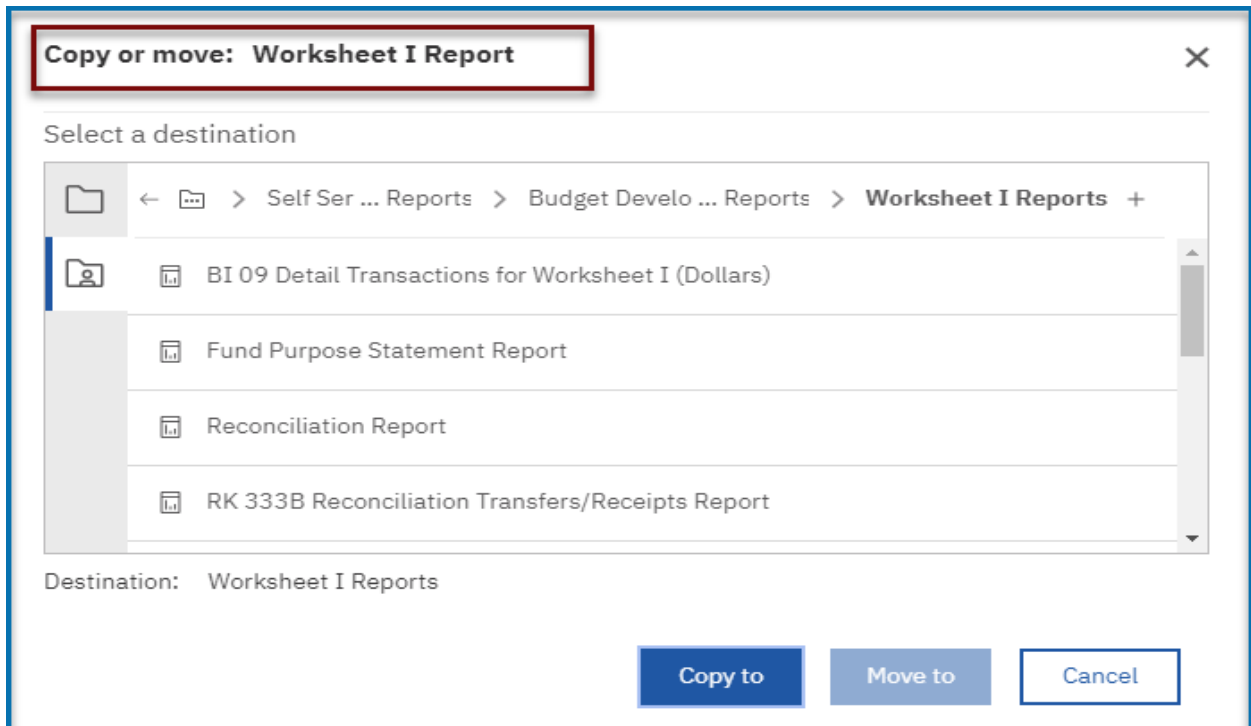 Copy or move: Worksheet I Report
Select a destination
Self Ser ... Reports > Budget Develo ... Reports > Worksheet I Reports +
BI 09 Detail Transactions for Worksheet I (Dollars)
Fund Purpose Statement Report
Reconciliation Report
RK 333B Reconciliation Transfers/Receipts Report
Destination: Worksheet I Reports
Copy to Move to Cancel